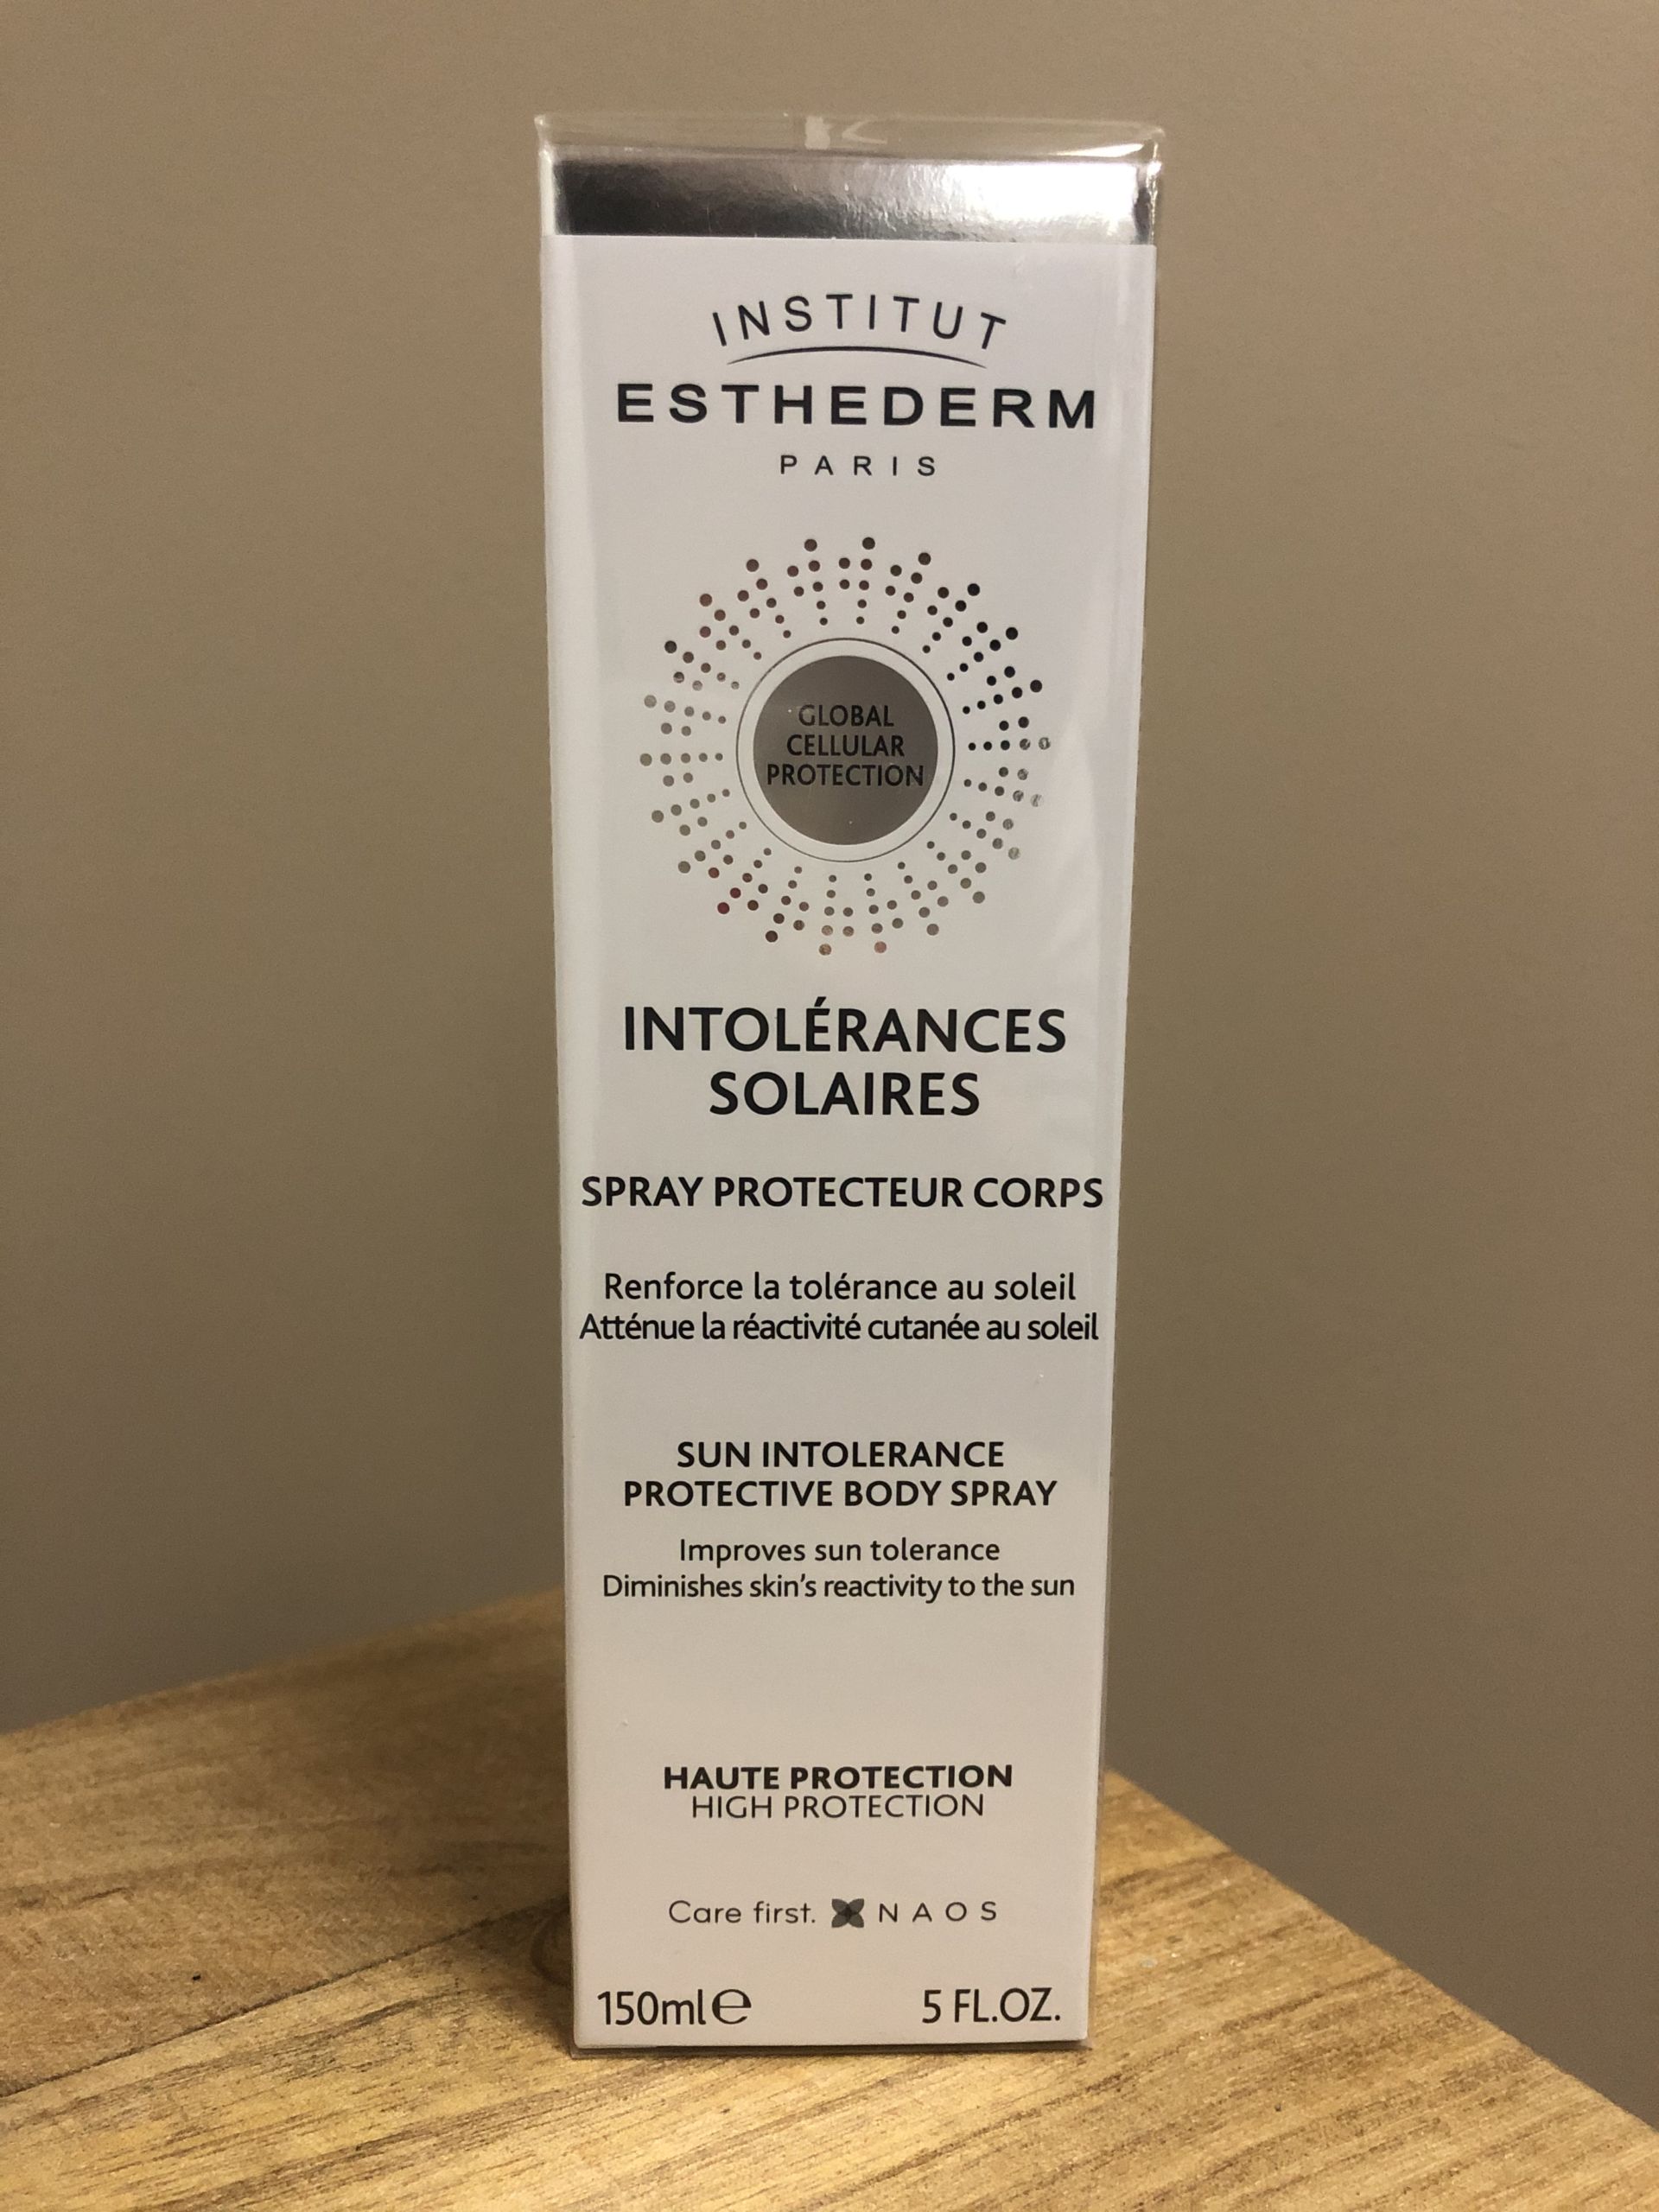 INSTITUT
ESTHEDERM
PARIS
GLOBAL
CELLULAR
PROTECTION
INTOLÉRANCES
SOLAIRES
SPRAY PROTECTEUR CORPS
Renforce la tolérance au soleil
Atténue la réactivité cutanée au soleil
SUN INTOLERANCE
PROTECTIVE BODY SPRAY
Improves sun tolerance
Diminishes skin's reactivity to the sun
HAUTE PROTECTION
HIGH PROTECTION
Care first. NAOS
150ml℮ 5 FL.OZ.